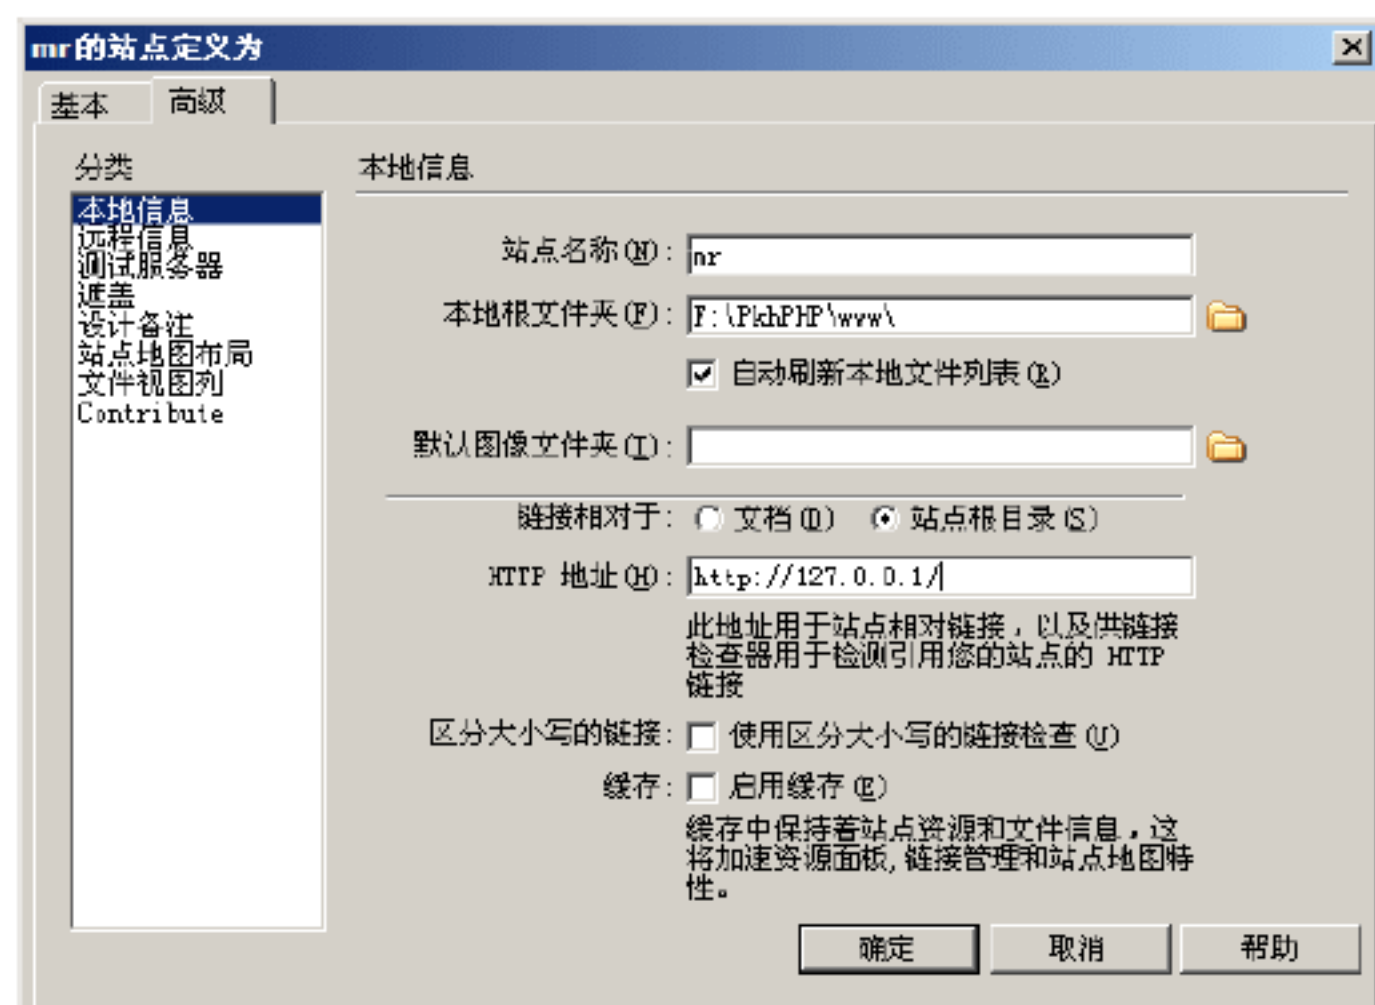 mr的站点定义为
基本 高级
分类
本地信息
远程信息
测试服务器
遮盖
设计备注
站点地图布局
文件视图列
Contribute
本地信息
站点名称(N): mr
本地根文件夹(F): F:\PkhPHP\www\
自动刷新本地文件列表(R)
默认图像文件夹(I):
链接相对于: 文档(D) 站点根目录(S)
HTTP 地址(H): http://127.0.0.1/
此地址用于站点相对链接，以及供链接
检查器用于检测引用您的站点的 HTTP
链接
区分大小写的链接: 使用区分大小写的链接检查(U)
缓存: 启用缓存(E)
缓存中保持着站点资源和文件信息，这
将加速资源面板,链接管理和站点地图特
性。
确定 取消 帮助